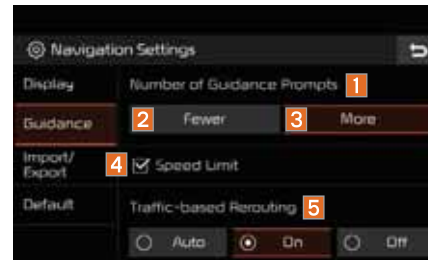 Navigation Settings
Display
Number of Guidance Prompts 1
Guidance
2 Fewer
3 More
Import/
Export
4 Speed Limit
Default
Traffic-based Rerouting 5
Auto
On
Off